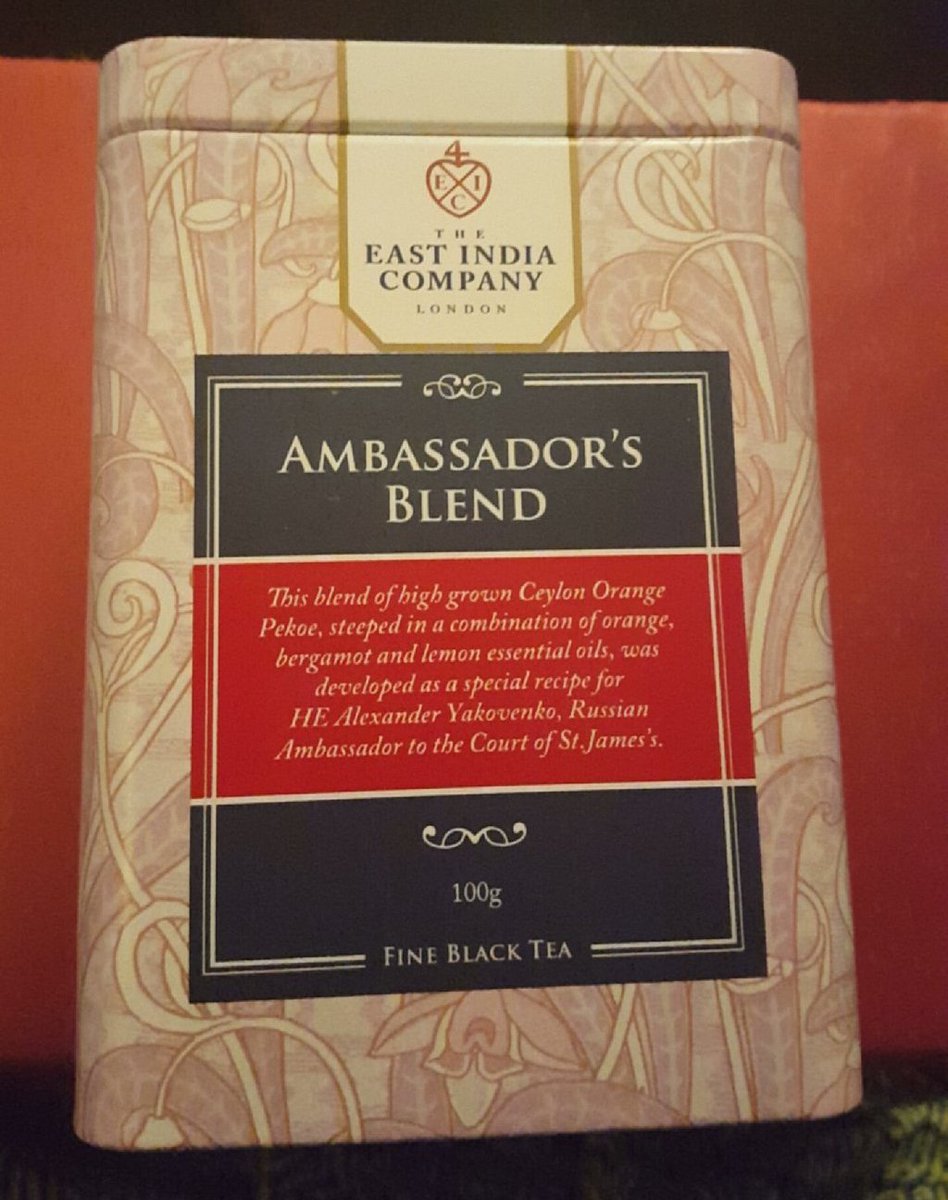 4
E I
C
THE
EAST INDIA
COMPANY
LONDON
AMBASSADOR'S
BLEND
This blend of high grown Ceylon Orange
Pekoe, steeped in a combination of orange,
bergamot and lemon essential oils, was
developed as a special recipe for
HE Alexander Yakovenko, Russian
Ambassador to the Court of St.James's.
100g
FINE BLACK TEA